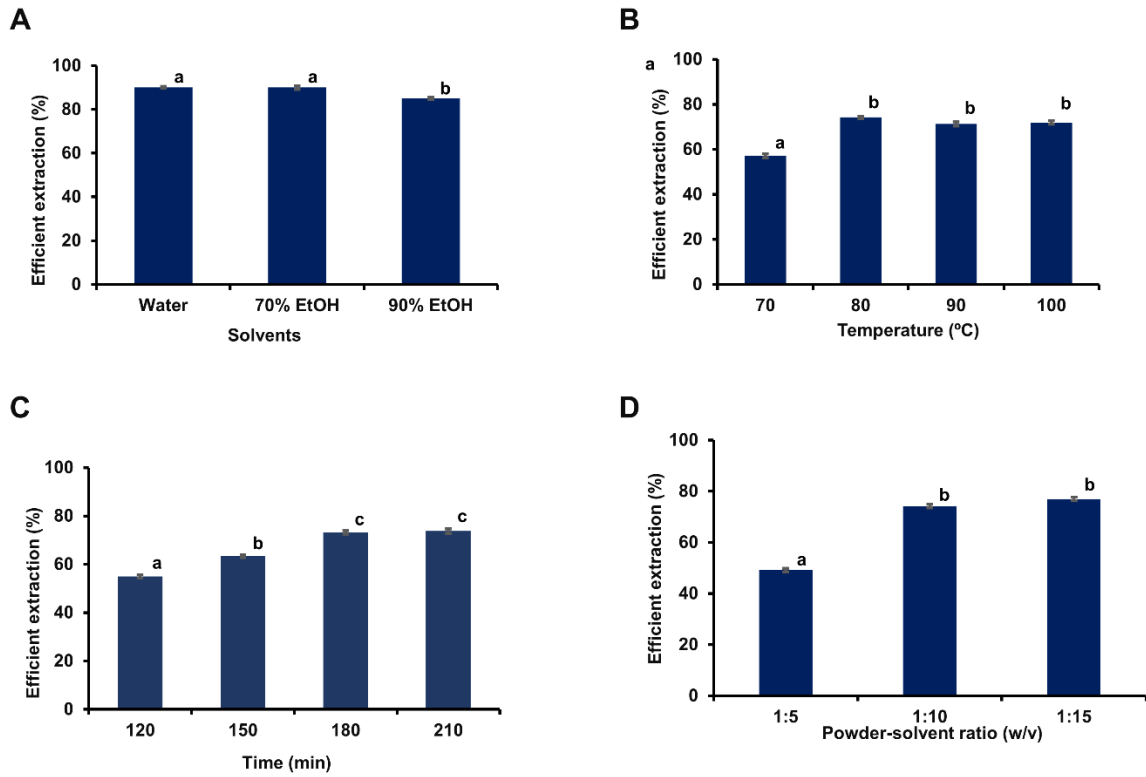 A
Efficient extraction (%)
100
80
60
40
20
0
a
a
b
Water 70% EtOH 90% EtOH
Solvents
B
a
Efficient extraction (%)
100
80
60
40
20
0
a
b
b
b
70 80 90 100
Temperature (ºC)
C
Efficient extraction (%)
100
80
60
40
20
0
a
b
c
c
120 150 180 210
Time (min)
D
Efficient extraction (%)
100
80
60
40
20
0
a
b
b
1:5 1:10 1:15
Powder-solvent ratio (w/v)